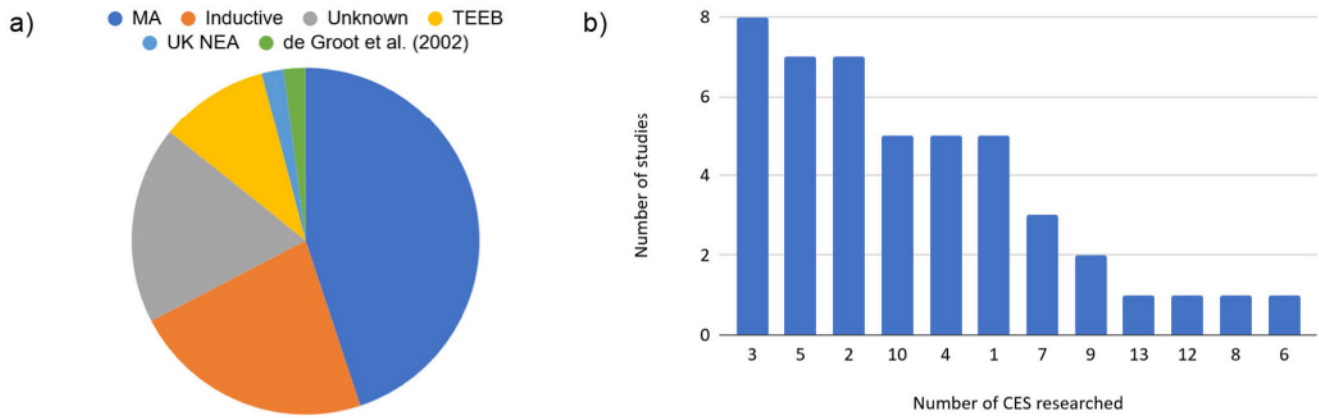 a)
MA Inductive Unknown TEEB
UK NEA de Groot et al. (2002)
b)
Number of studies
8
6
4
2
0
3 5 2 10 4 1 7 9 13 12 8 6
Number of CES researched